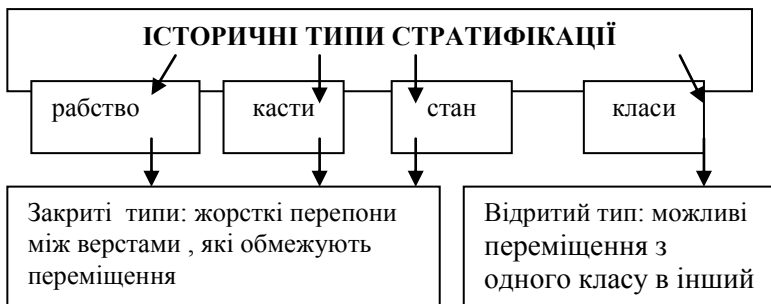 ІСТОРИЧНІ ТИПИ СТРАТИФІКАЦІЇ
рабство
касти
стан
класи
Закриті типи: жорсткі перепони
між верстами , які обмежують
переміщення
Відритий тип: можливі
переміщення з
одного класу в інший